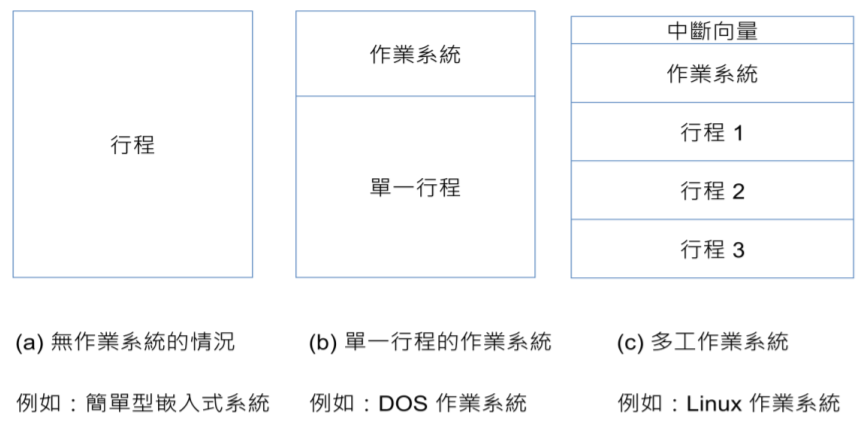 行程
作業系統
單一行程
中斷向量
作業系統
行程 1
行程 2
行程 3
(a) 無作業系統的情況
(b) 單一行程的作業系統
(c) 多工作業系統
例如：簡單型嵌入式系統
例如：DOS 作業系統
例如：Linux 作業系統